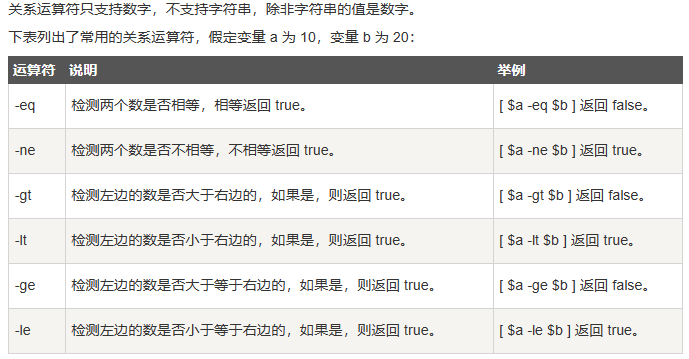 关系运算符只支持数字，不支持字符串，除非字符串的值是数字。
下表列出了常用的关系运算符，假定变量 a 为 10，变量 b 为 20：
运算符 说明 举例
-eq 检测两个数是否相等，相等返回 true。 [ $a -eq $b ] 返回 false。
-ne 检测两个数是否不相等，不相等返回 true。 [ $a -ne $b ] 返回 true。
-gt 检测左边的数是否大于右边的，如果是，则返回 true。 [ $a -gt $b ] 返回 false。
-lt 检测左边的数是否小于右边的，如果是，则返回 true。 [ $a -lt $b ] 返回 true。
-ge 检测左边的数是否大于等于右边的，如果是，则返回 true。 [ $a -ge $b ] 返回 false。
-le 检测左边的数是否小于等于右边的，如果是，则返回 true。 [ $a -le $b ] 返回 true。